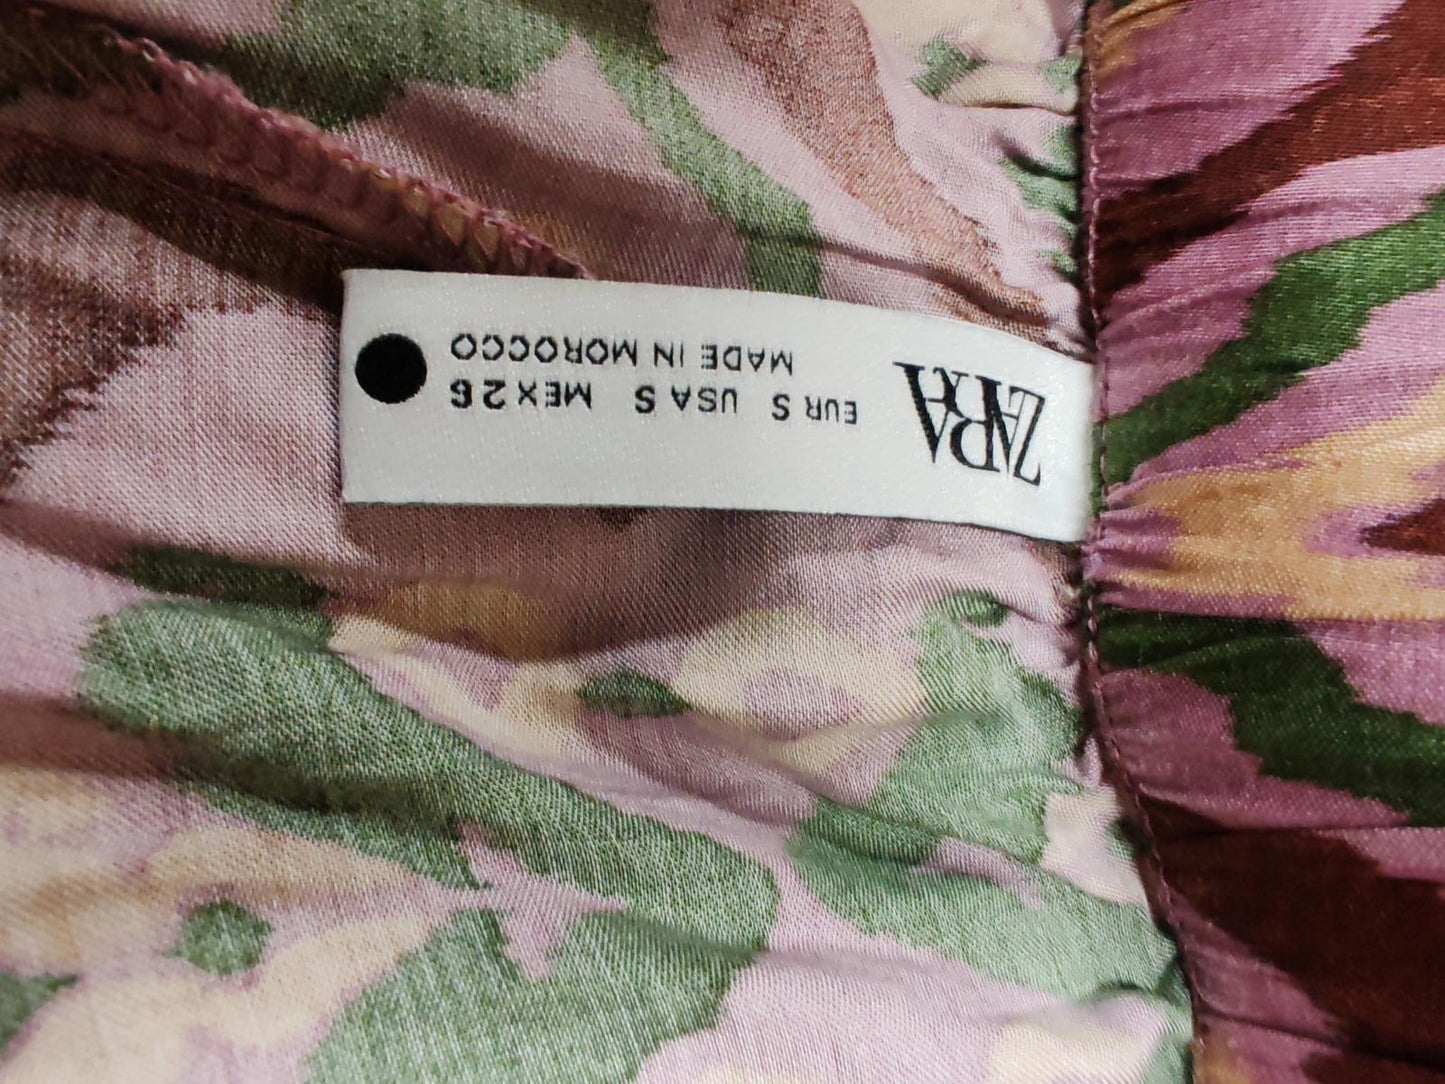 ZARA
EUR S USA S MEX 26
MADE IN MOROCCO